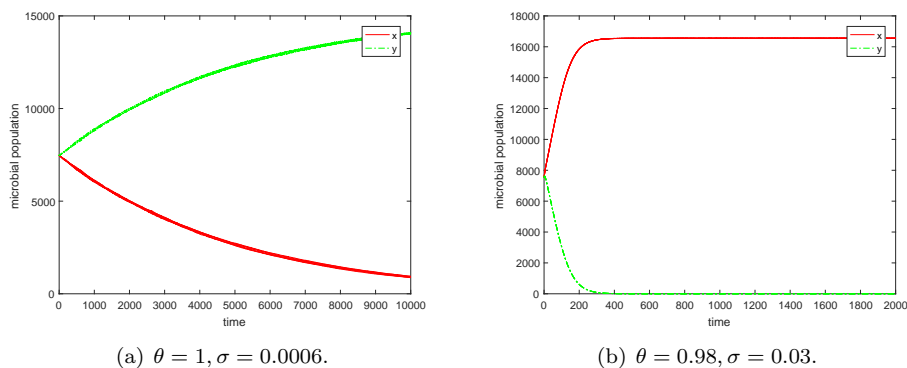 15000
10000
5000
0
microbial population
0 1000 2000 3000 4000 5000 6000 7000 8000 9000 10000
time
x
y
(a) θ = 1, σ = 0.0006.
18000
16000
14000
12000
10000
8000
6000
4000
2000
0
microbial population
0 200 400 600 800 1000 1200 1400 1600 1800 2000
time
x
y
(b) θ = 0.98, σ = 0.03.